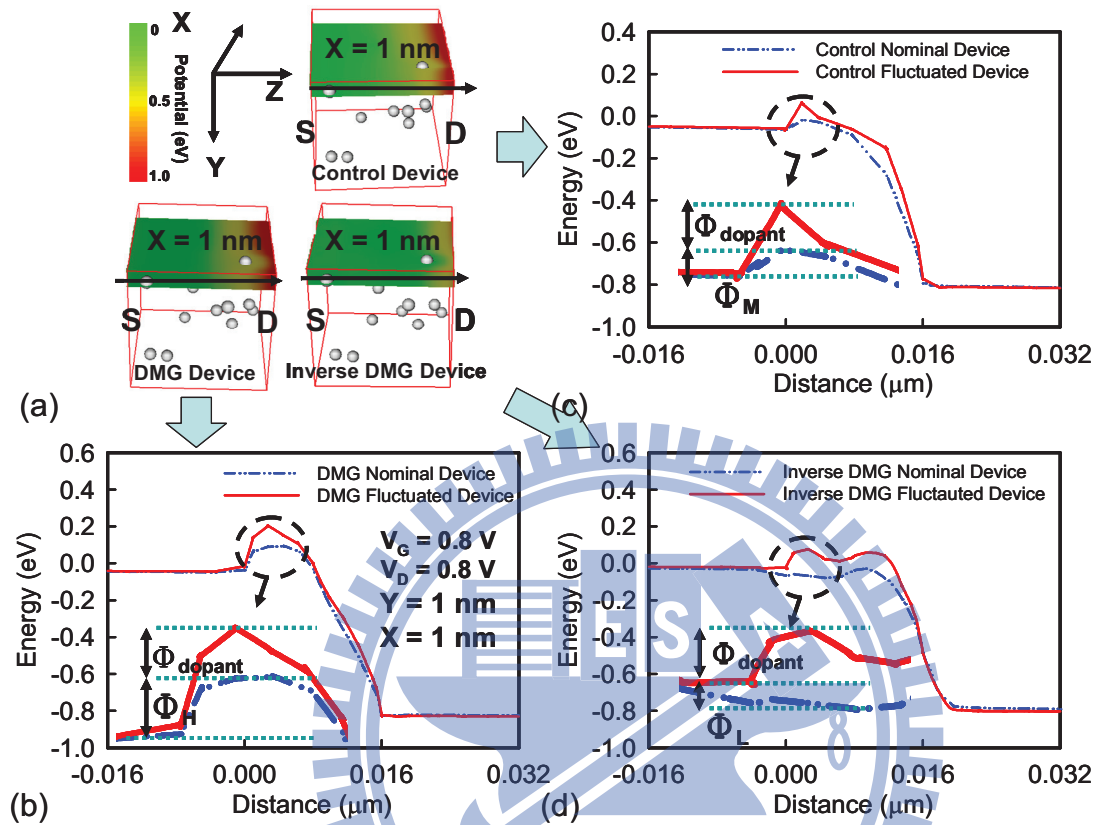 X
0
0.5
1.0
Potential (eV)
Z
Y
X = 1 nm
S
D
Control Device
X = 1 nm
S
D
DMG Device
X = 1 nm
S
D
Inverse DMG Device
(a)
0.4
0.2
0.0
-0.2
-0.4
-0.6
-0.8
-1.0
Energy (eV)
Control Nominal Device
Control Fluctuated Device
Φdopant
ΦM
-0.016
0.000
0.016
0.032
Distance (μm)
(c)
0.6
0.4
0.2
0.0
-0.2
-0.4
-0.6
-0.8
-1.0
Energy (eV)
DMG Nominal Device
DMG Fluctuated Device
VG = 0.8 V
VD = 0.8 V
Y = 1 nm
X = 1 nm
Φdopant
ΦH
-0.016
0.000
0.016
0.032
Distance (μm)
(b)
0.6
0.4
0.2
0.0
-0.2
-0.4
-0.6
-0.8
-1.0
Energy (eV)
Inverse DMG Nominal Device
Inverse DMG Fluctauted Device
Φdopant
ΦL
ES
8
-0.016
0.000
0.016
0.032
Distance (μm)
(d)